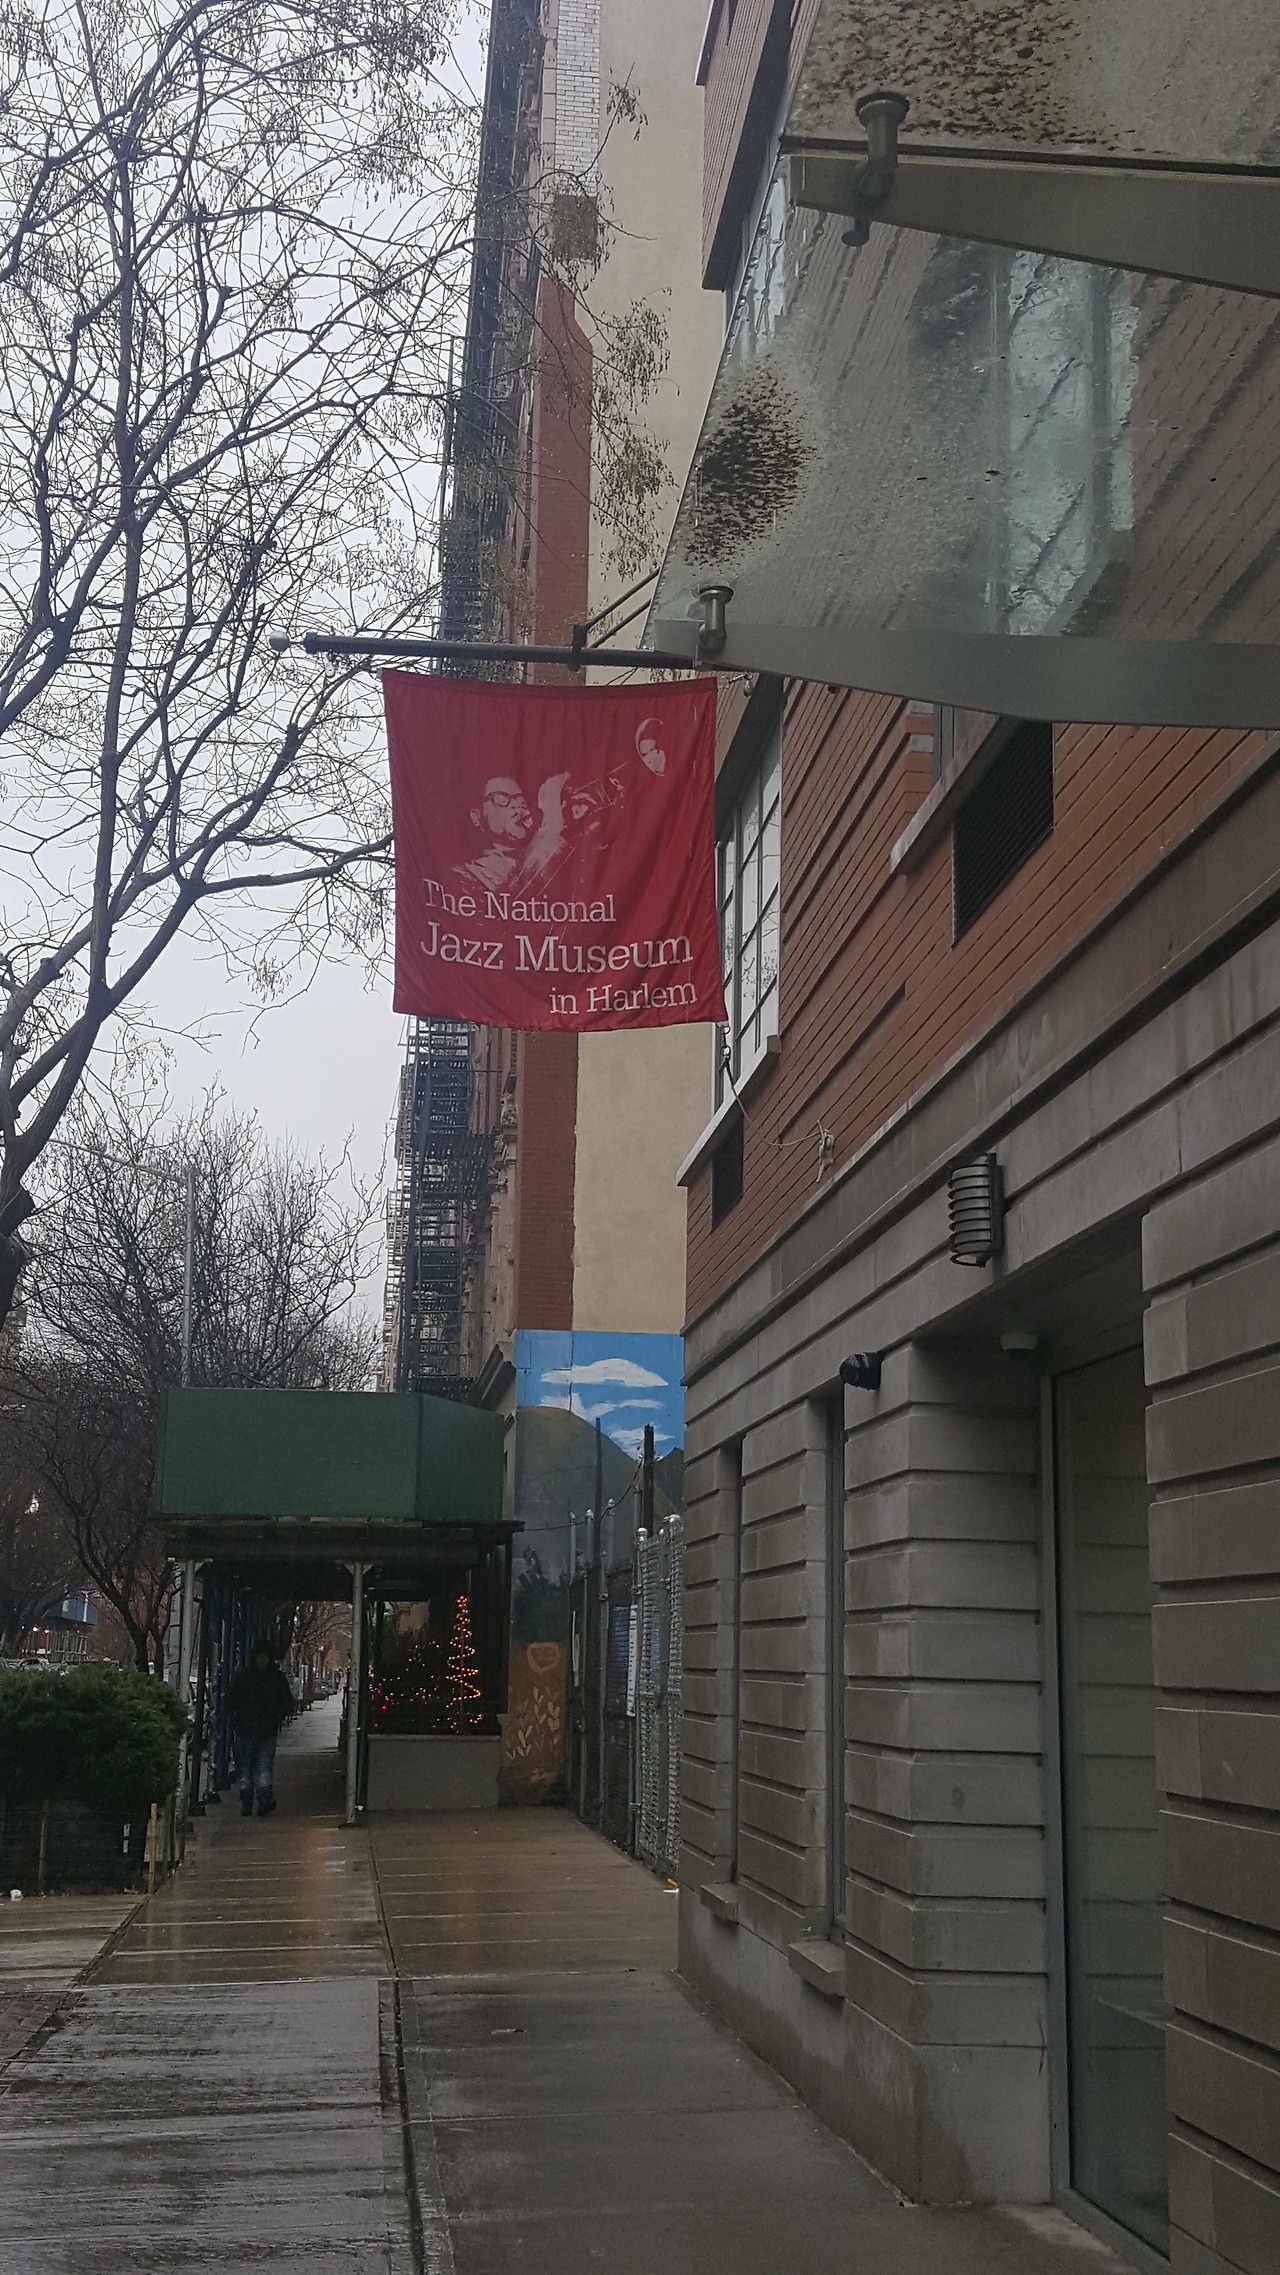 The National
Jazz Museum
in Harlem